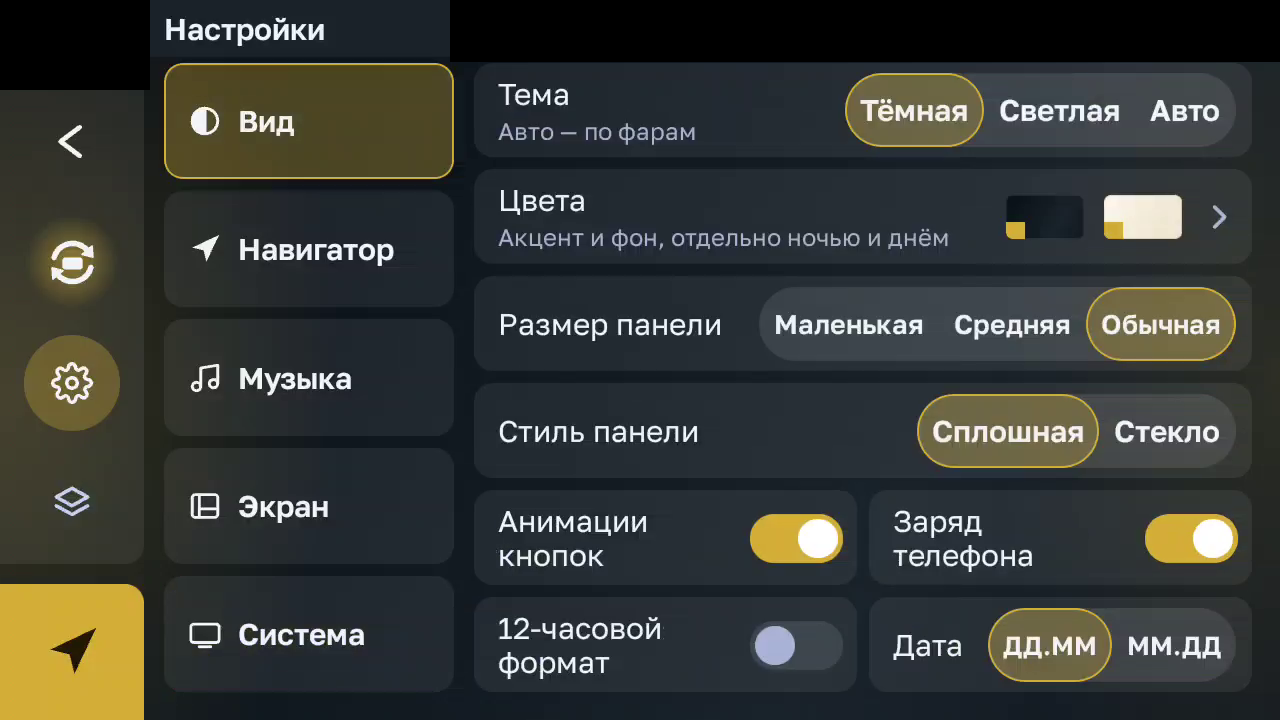 Настройки
Вид
Навигатор
Музыка
Экран
Система
Тема
Авто — по фарам
Тёмная Светлая Авто
Цвета
Акцент и фон, отдельно ночью и днём
Размер панели
Маленькая Средняя Обычная
Стиль панели
Сплошная Стекло
Анимации
кнопок
Заряд
телефона
12-часовой
формат
Дата
ДД.ММ ММ.ДД